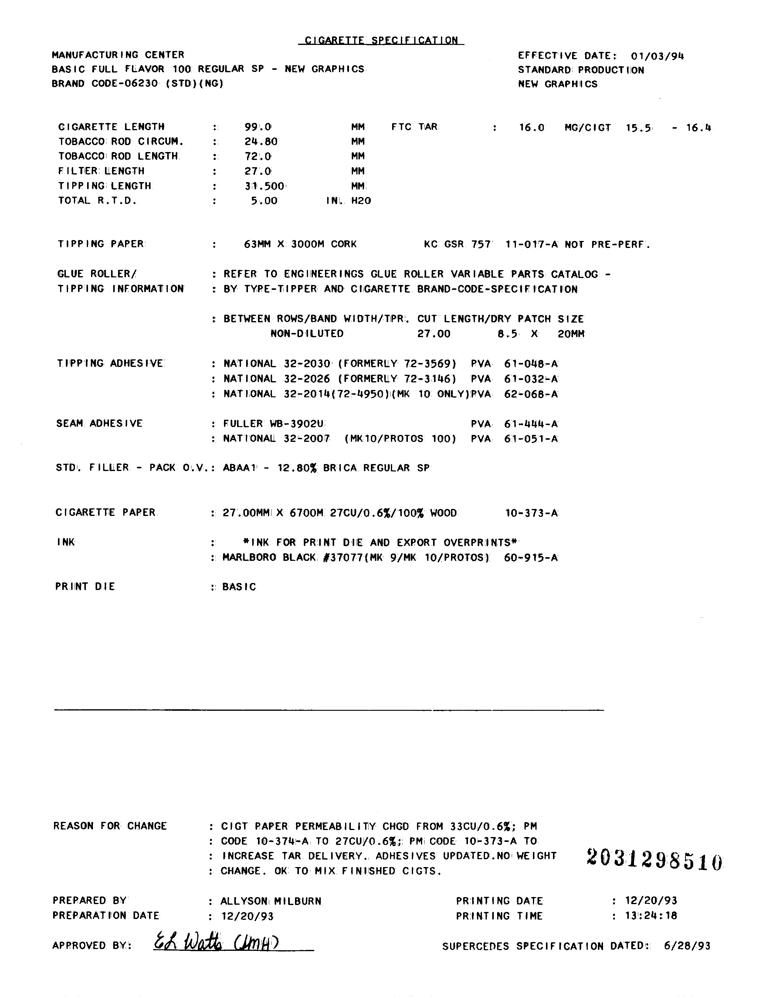 CIGARETTE SPECIFICATION
MANUFACTURING CENTER EFFECTIVE DATE: 01/03/94
BASIC FULL FLAVOR 100 REGULAR SP - NEW GRAPHICS STANDARD PRODUCTION
BRAND CODE-06230 (STD)(NG) NEW GRAPHICS
CIGARETTE LENGTH : 99.0 MM FTC TAR : 16.0 MG/CIGT 15.5 - 16.4
TOBACCO ROD CIRCUM. : 24.80 MM
TOBACCO ROD LENGTH : 72.0 MM
FILTER LENGTH : 27.0 MM
TIPPING LENGTH : 31.500 MM
TOTAL R.T.D. : 5.00 IN. H2O
TIPPING PAPER : 63MM X 3000M CORK KC GSR 757 11-017-A NOT PRE-PERF.
GLUE ROLLER/ : REFER TO ENGINEERINGS GLUE ROLLER VARIABLE PARTS CATALOG -
TIPPING INFORMATION : BY TYPE-TIPPER AND CIGARETTE BRAND-CODE-SPECIFICATION
: BETWEEN ROWS/BAND WIDTH/TPR. CUT LENGTH/DRY PATCH SIZE
NON-DILUTED 27.00 8.5 X 20MM
TIPPING ADHESIVE : NATIONAL 32-2030 (FORMERLY 72-3569) PVA 61-048-A
: NATIONAL 32-2026 (FORMERLY 72-3146) PVA 61-032-A
: NATIONAL 32-2014(72-4950)(MK 10 ONLY)PVA 62-068-A
SEAM ADHESIVE : FULLER WB-3902U PVA 61-444-A
: NATIONAL 32-2007 (MK10/PROTOS 100) PVA 61-051-A
STD. FILLER - PACK O.V.: ABAA1 - 12.80% BRICA REGULAR SP
CIGARETTE PAPER : 27.00MM X 6700M 27CU/0.6%/100% WOOD 10-373-A
INK : *INK FOR PRINT DIE AND EXPORT OVERPRINTS*
: MARLBORO BLACK #37077(MK 9/MK 10/PROTOS) 60-915-A
PRINT DIE : BASIC
REASON FOR CHANGE : CIGT PAPER PERMEABILITY CHGD FROM 33CU/0.6%; PM
: CODE 10-374-A TO 27CU/0.6%; PM CODE 10-373-A TO
: INCREASE TAR DELIVERY. ADHESIVES UPDATED.NO WEIGHT
: CHANGE. OK TO MIX FINISHED CIGTS.
2031298510
PREPARED BY : ALLYSON MILBURN PRINTING DATE : 12/20/93
PREPARATION DATE : 12/20/93 PRINTING TIME : 13:24:18
APPROVED BY: Ed Watts (JMH) SUPERCEDES SPECIFICATION DATED: 6/28/93